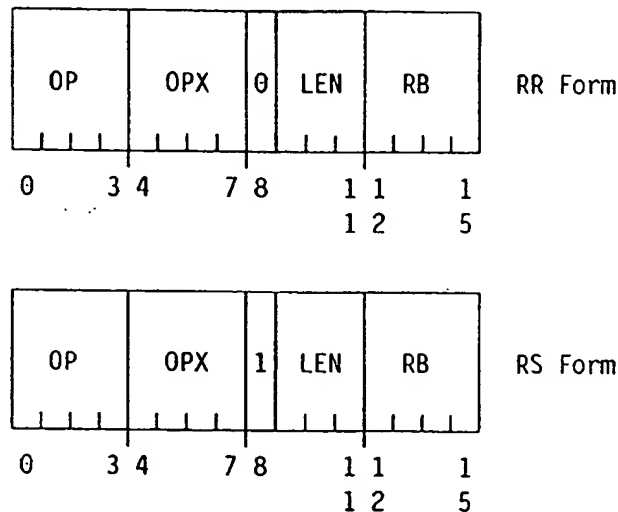 OP OPX 0 LEN RB RR Form
0 3 4 7 8 1 1 1
1 2 5
OP OPX 1 LEN RB RS Form
0 3 4 7 8 1 1 1
1 2 5